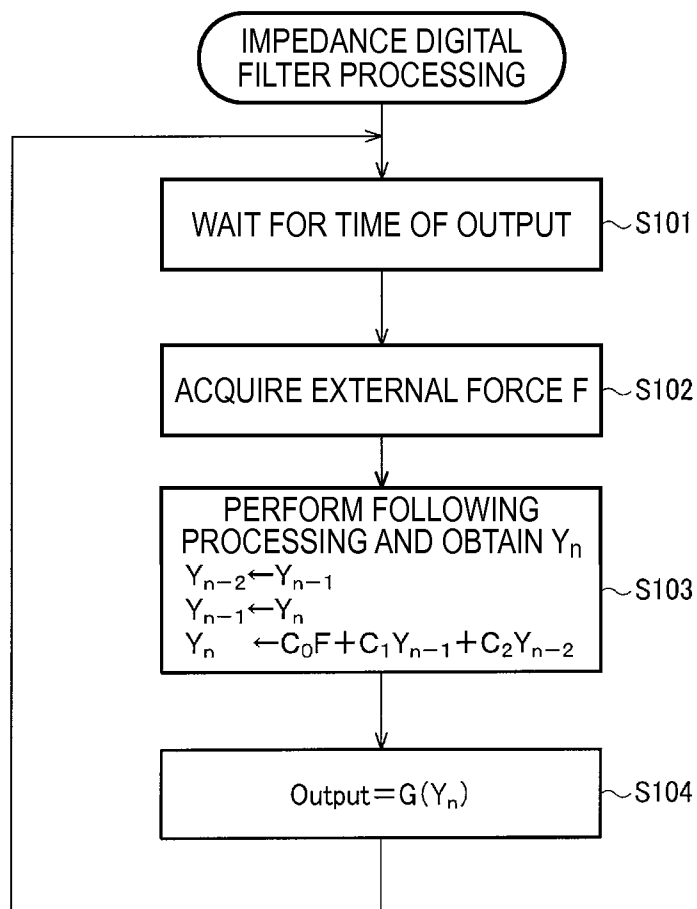 IMPEDANCE DIGITAL
FILTER PROCESSING
WAIT FOR TIME OF OUTPUT
S101
ACQUIRE EXTERNAL FORCE F
S102
PERFORM FOLLOWING
PROCESSING AND OBTAIN Yₙ
Yₙ₋₂←Yₙ₋₁
Yₙ₋₁←Yₙ
Yₙ ←C₀F+C₁Yₙ₋₁+C₂Yₙ₋₂
S103
Output=G(Yₙ)
S104